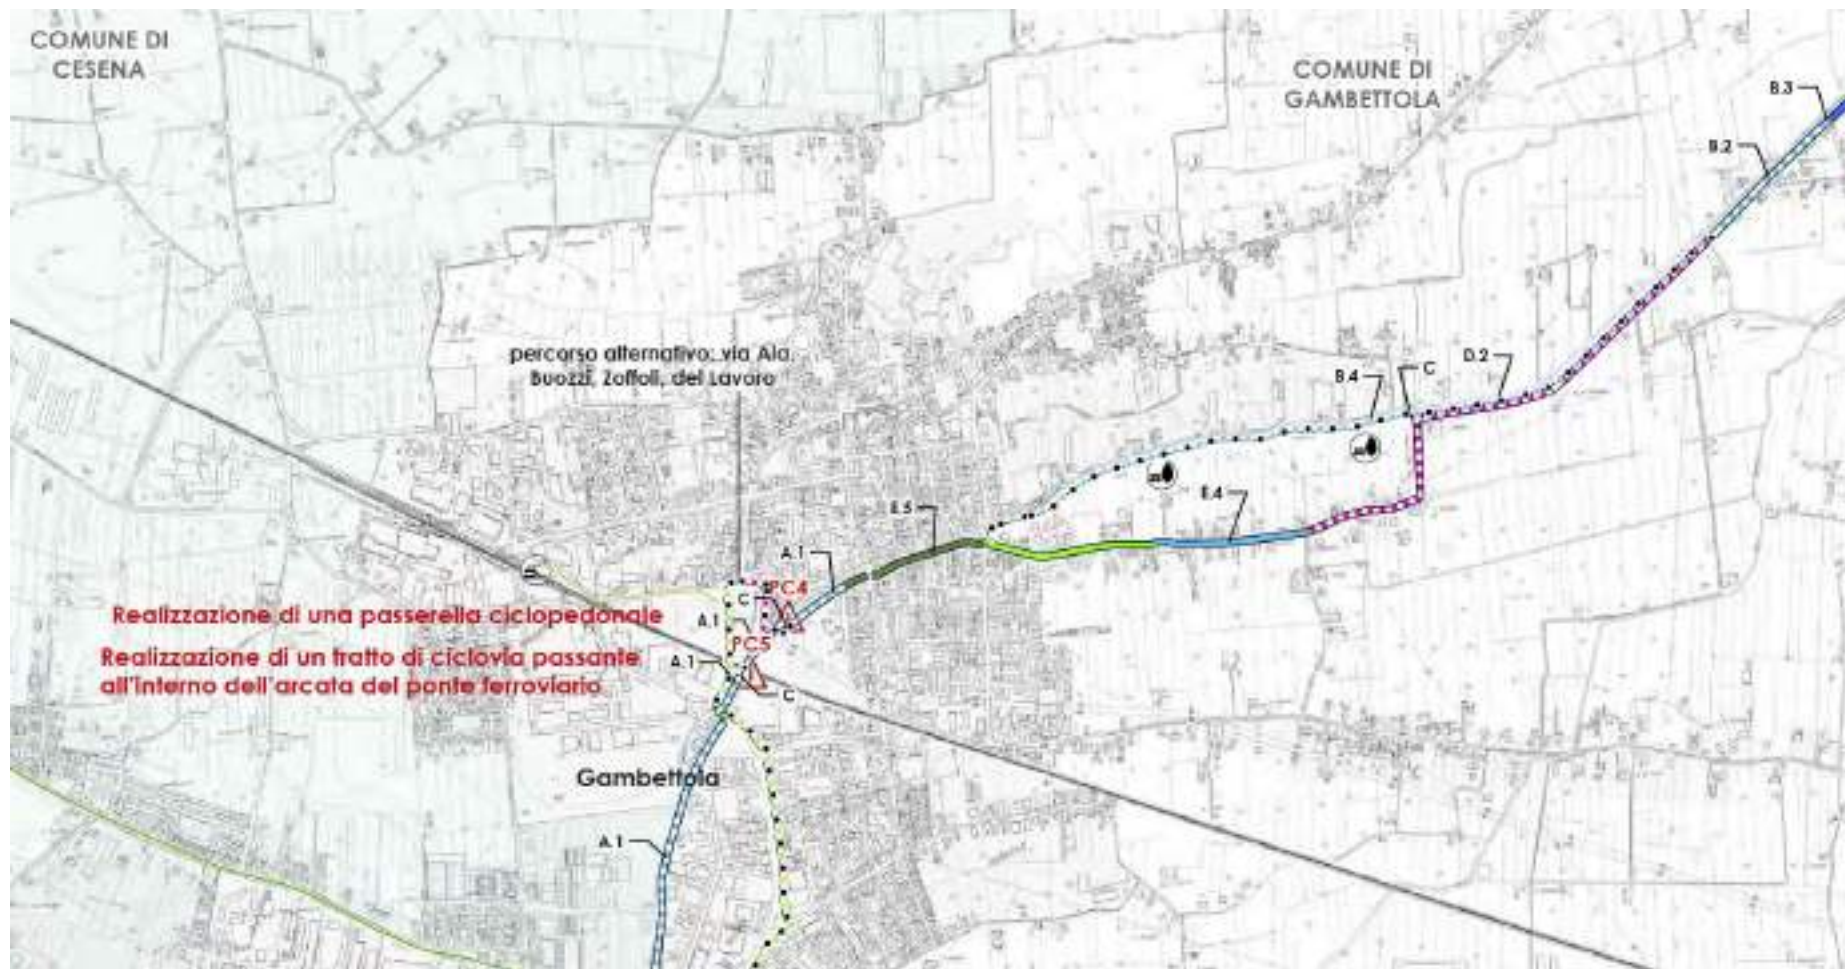 COMUNE DI
CESENA
COMUNE DI
GAMBETTOLA
B.3
B.2
percorso alternativo: via Aia,
Buozzi, Zoffoli, del Lavoro
D.2
C
B.4
E.4
E.5
A.1
PC4
C
A.1
Realizzazione di una passerella ciclopedonale
PC5
Realizzazione di un tratto di ciclovia passante
all'interno dell'arcata del ponte ferroviario
A.1
C
Gambettola
A.1